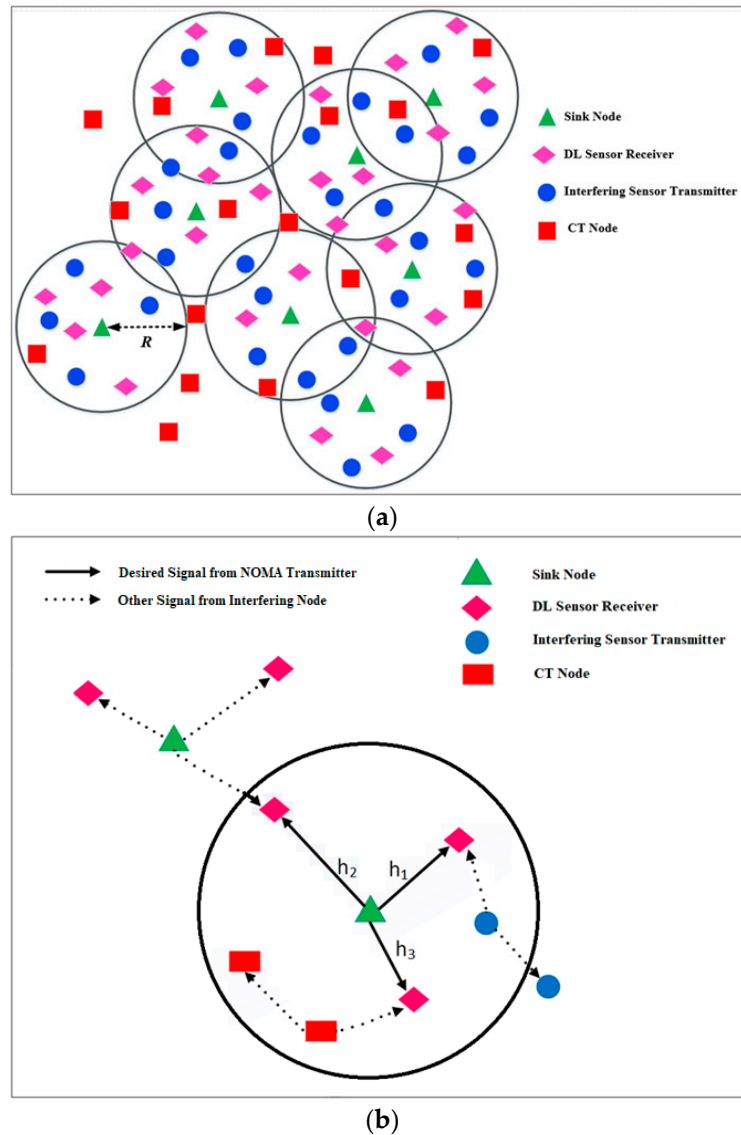 Sink Node
DL Sensor Receiver
Interfering Sensor Transmitter
CT Node
R
(a)
Desired Signal from NOMA Transmitter
Other Signal from Interfering Node
Sink Node
DL Sensor Receiver
Interfering Sensor Transmitter
CT Node
h₂
h₁
h₃
(b)